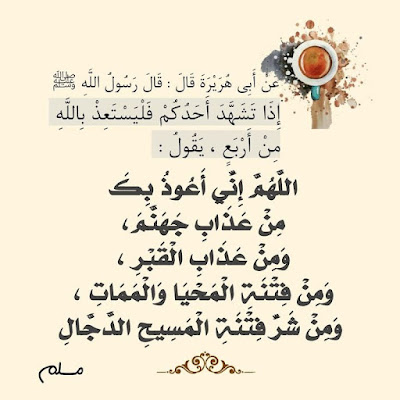 عَنْ أَبِى هُرَيْرَةَ قَالَ : قَالَ رَسُولُ اللَّهِ ﷺ
إِذَا تَشَهَّدَ أَحَدُكُمْ فَلْيَسْتَعِذْ بِاللَّهِ
مِنْ أَرْبَعٍ ، يَقُولُ :
اللَّهُمَّ إِنِّي أَعُوذُ بِكَ
مِنْ عَذَابِ جَهَنَّمَ،
وَمِنْ عَذَابِ الْقَبْرِ ،
وَمِنْ فِتْنَةِ الْمَحْيَا وَالْمَمَاتِ ،
وَمِنْ شَرِّ فِتْنَةِ الْمَسِيحِ الدَّجَّالِ
مسلم